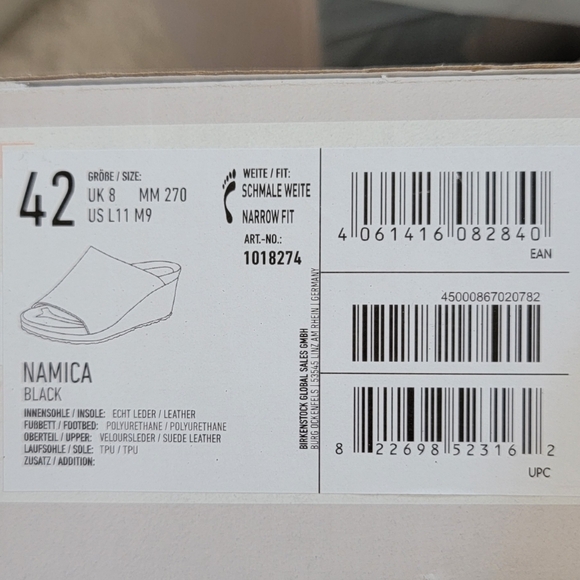 42
GRÖßE / SIZE:
UK 8 MM 270
US L11 M9
WEITE / FIT:
SCHMALE WEITE
NARROW FIT
ART.-NO.:
1018274
NAMICA
BLACK
INNENSOHLE / INSOLE: ECHT LEDER / LEATHER
FUßBETT / FOOTBED: POLYURETHANE / POLYURETHANE
OBERTEIL / UPPER: VELOURSLEDER / SUEDE LEATHER
LAUFSOHLE / SOLE: TPU / TPU
ZUSATZ / ADDITION:
BIRKENSTOCK GLOBAL SALES GMBH
BURG OCKENFELS | 53545 LINZ AM RHEIN | GERMANY
4 061416 082840
EAN
45000867020782
8 22698 52316 2
UPC